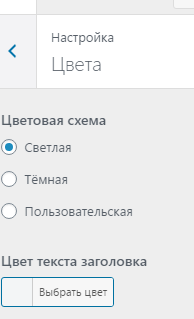 Настройка
Цвета
Цветовая схема
Светлая
Тёмная
Пользовательская
Цвет текста заголовка
Выбрать цвет